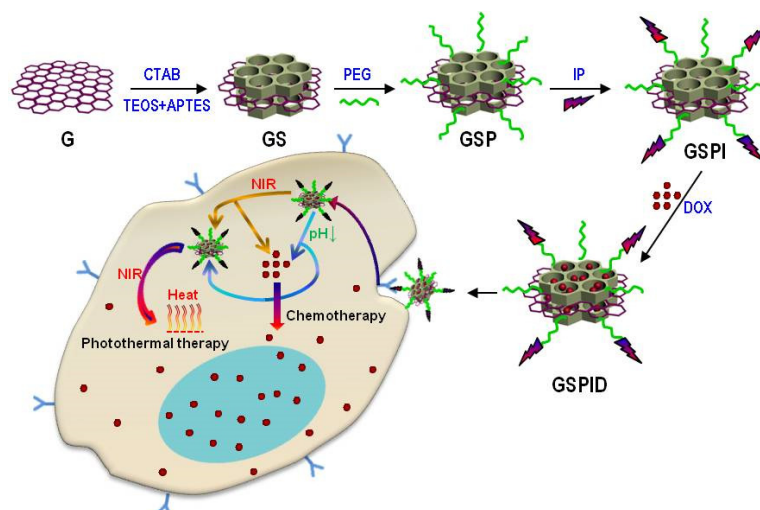 CTAB
TEOS+APTES
PEG
IP
G
GS
GSP
GSPI
DOX
NIR
pH↓
NIR
Heat
Chemotherapy
Photothermal therapy
GSPID